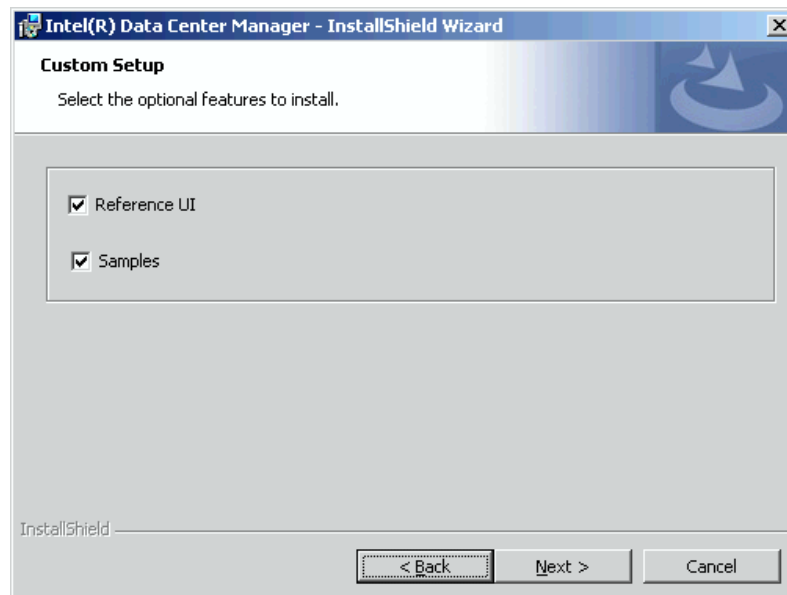 Intel(R) Data Center Manager - InstallShield Wizard
Custom Setup
Select the optional features to install.
Reference UI
Samples
InstallShield
< Back
Next >
Cancel